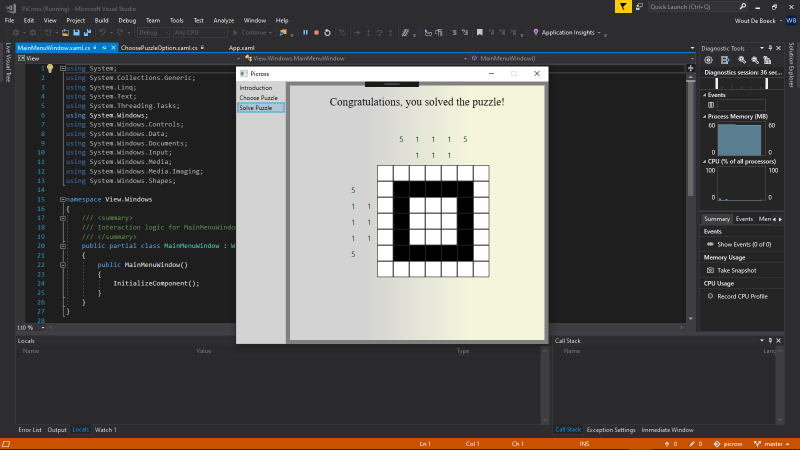 PiCross (Running) - Microsoft Visual Studio
Quick Launch (Ctrl+Q)
File Edit View Project Build Debug Team Tools Test Analyze Window Help
Wout De Boeck WB
Debug Any CPU Continue Application Insights
MainMenuWindow.xaml.cs ChoosePuzzleOption.xaml.cs App.xaml
View View.Windows.MainMenuWindow MainMenuWindow()
Live Visual Tree
Solution Explorer
1 using System;
2 using System.Collections.Generic;
3 using System.Linq;
4 using System.Text;
5 using System.Threading.Tasks;
6 using System.Windows;
7 using System.Windows.Controls;
8 using System.Windows.Data;
9 using System.Windows.Documents;
10 using System.Windows.Input;
11 using System.Windows.Media;
12 using System.Windows.Media.Imaging;
13 using System.Windows.Shapes;
14
15 namespace View.Windows
16 {
17 /// <summary>
18 /// Interaction logic for MainMenuWindo
19 /// </summary>
20 public partial class MainMenuWindow : W
21 {
22 public MainMenuWindow()
23 {
24 InitializeComponent();
25 }
26 }
27 }
28
110 %
Picross
Introduction
Choose Puzzle
Solve Puzzle
Congratulations, you solved the puzzle!
5 1 1 1 5
1 1 1
5
1 1
1 1
1 1
5
Diagnostic Tools
Diagnostics session: 36 sec...
Events
Process Memory (MB)
60 60
0 0
CPU (% of all processors)
100 100
0 0
Summary Events Men
Events
Show Events (0 of 0)
Memory Usage
Take Snapshot
CPU Usage
Record CPU Profile
Locals
Name Value Type
Call Stack
Name Lang
Error List Output Locals Watch 1
Call Stack Exception Settings Immediate Window
Ln 1 Col 1 Ch 1 INS 0 0 picross master